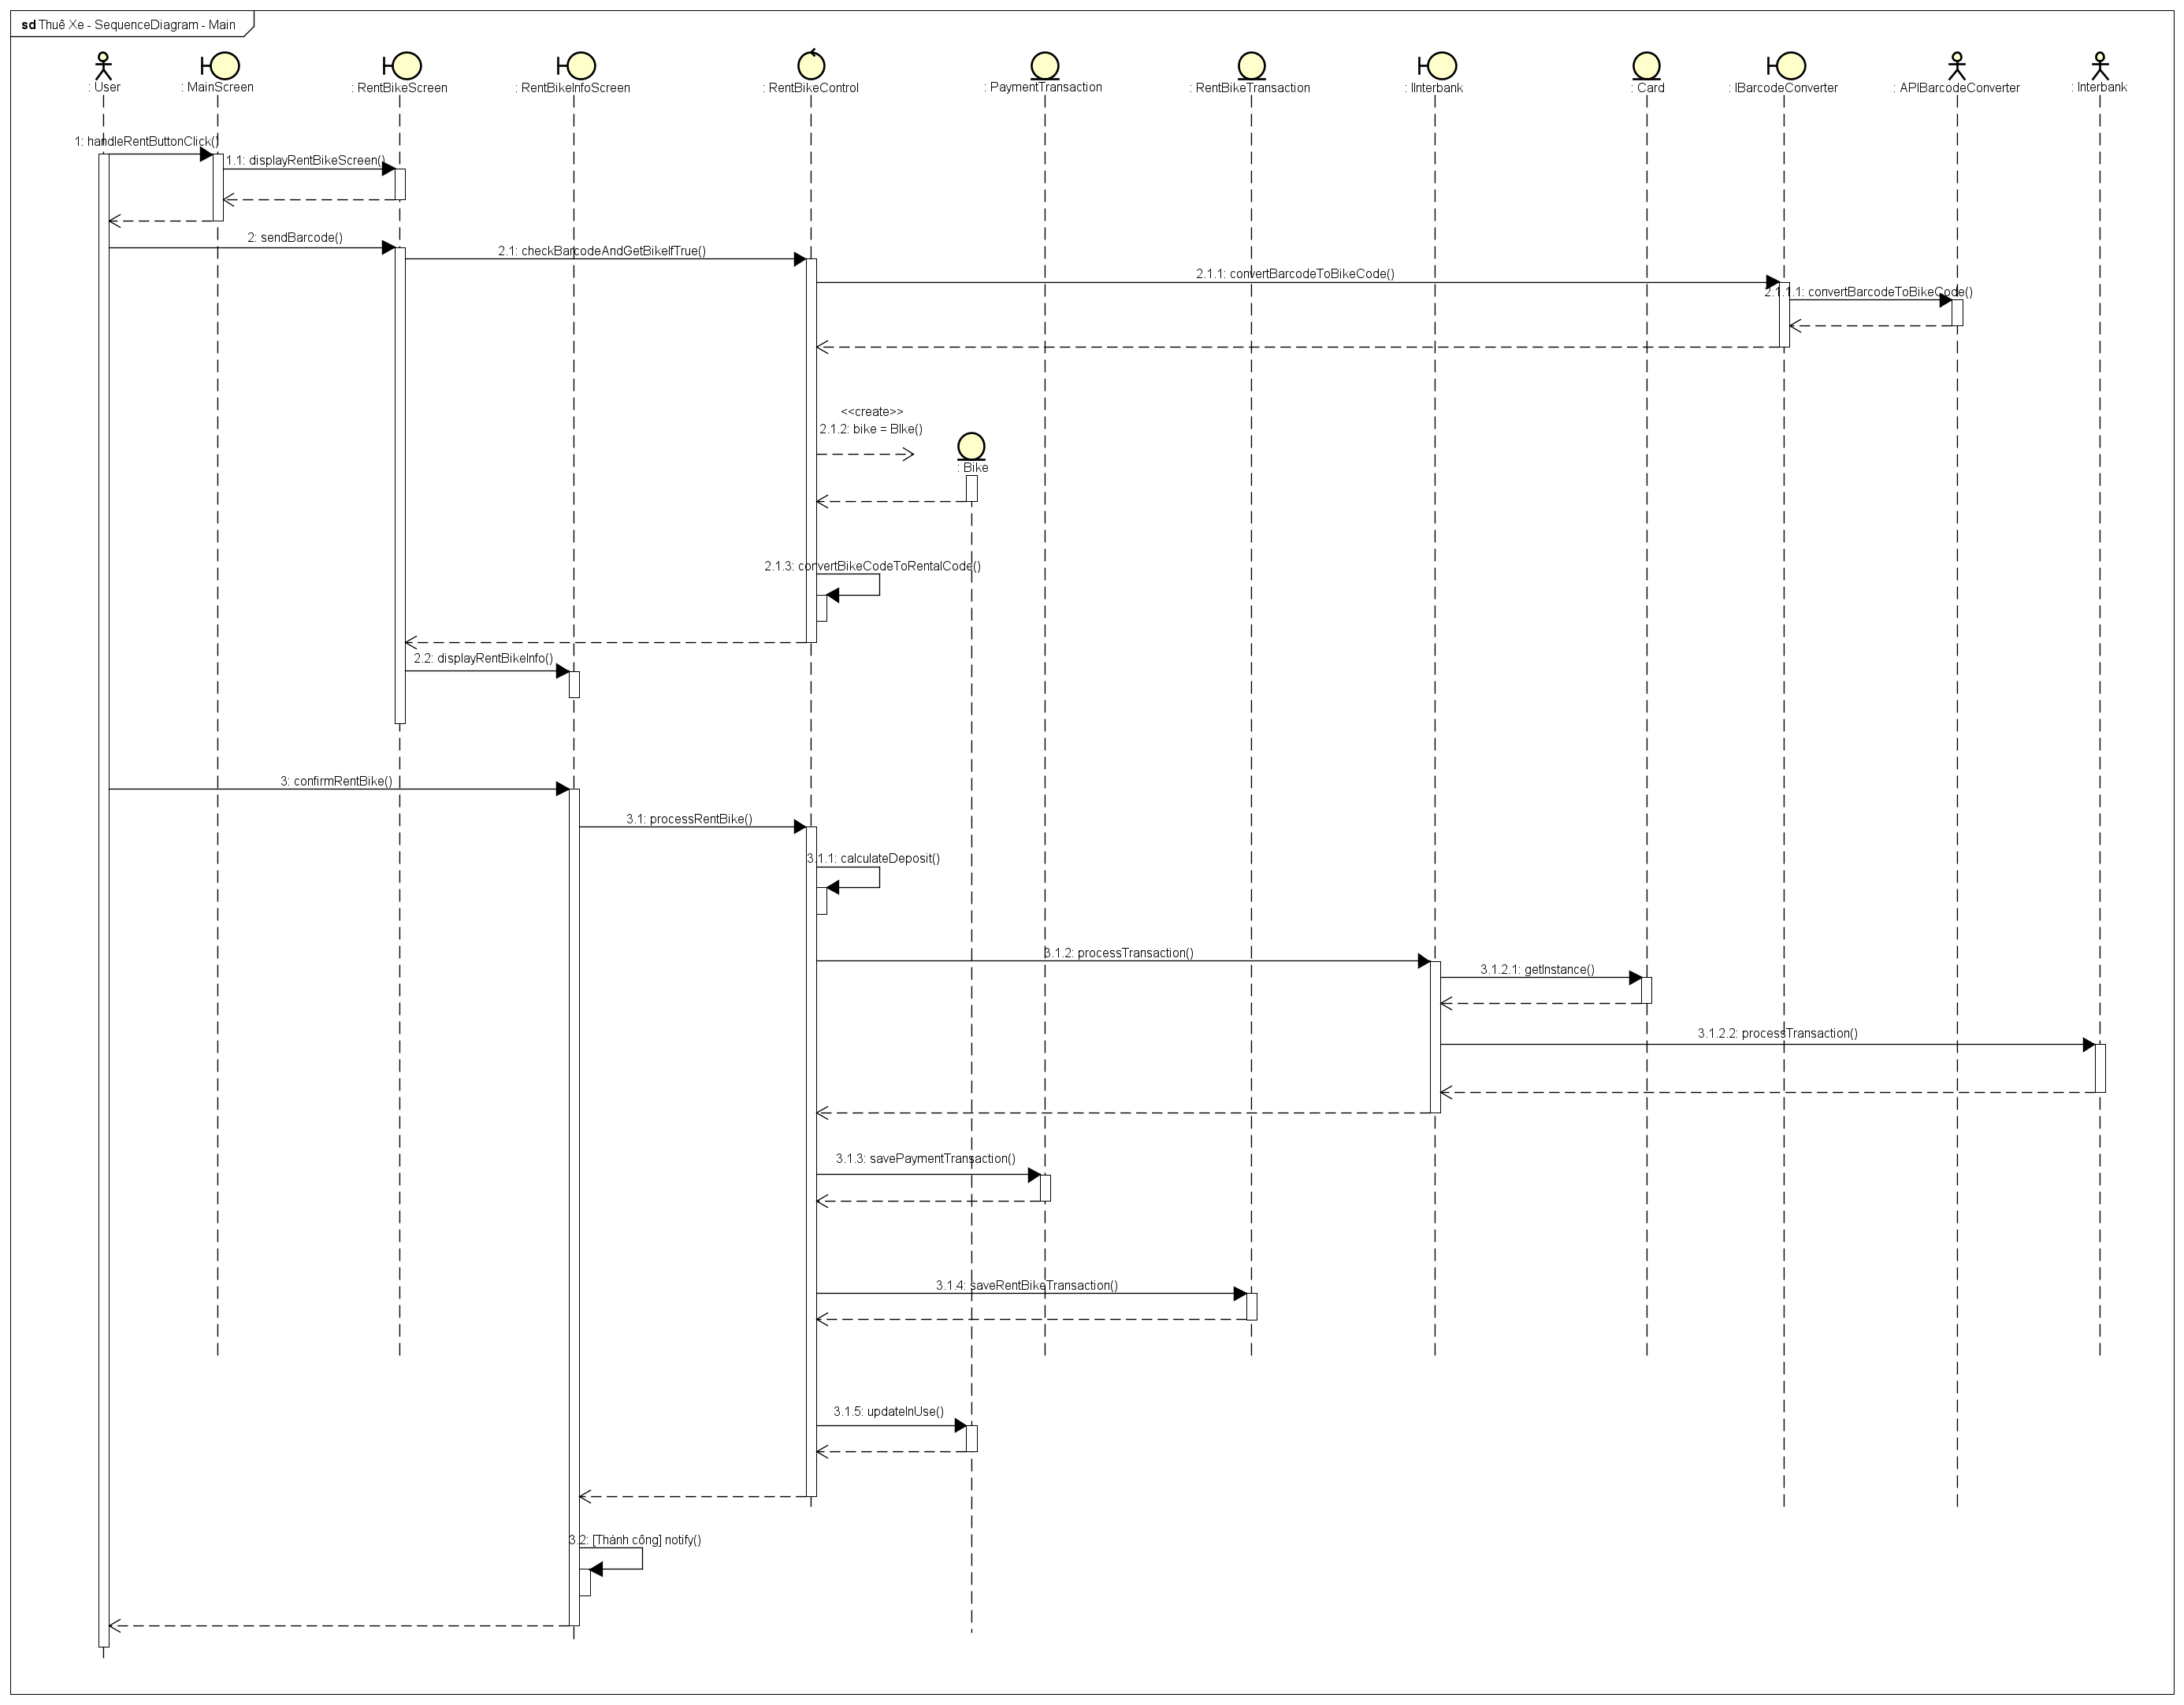 sd Thuê Xe - SequenceDiagram - Main
: User
: MainScreen
: RentBikeScreen
: RentBikeInfoScreen
: RentBikeControl
: PaymentTransaction
: RentBikeTransaction
: IInterbank
: Card
: IBarcodeConverter
: APIBarcodeConverter
: Interbank
1: handleRentButtonClick()
1.1: displayRentBikeScreen()
2: sendBarcode()
2.1: checkBarcodeAndGetBikeIfTrue()
2.1.1: convertBarcodeToBikeCode()
2.1.1.1: convertBarcodeToBikeCode()
<<create>>
2.1.2: bike = BIke()
: Bike
2.1.3: convertBikeCodeToRentalCode()
2.2: displayRentBikeInfo()
3: confirmRentBike()
3.1: processRentBike()
3.1.1: calculateDeposit()
3.1.2: processTransaction()
3.1.2.1: getInstance()
3.1.2.2: processTransaction()
3.1.3: savePaymentTransaction()
3.1.4: saveRentBikeTransaction()
3.1.5: updateInUse()
3.2: [Thành công] notify()